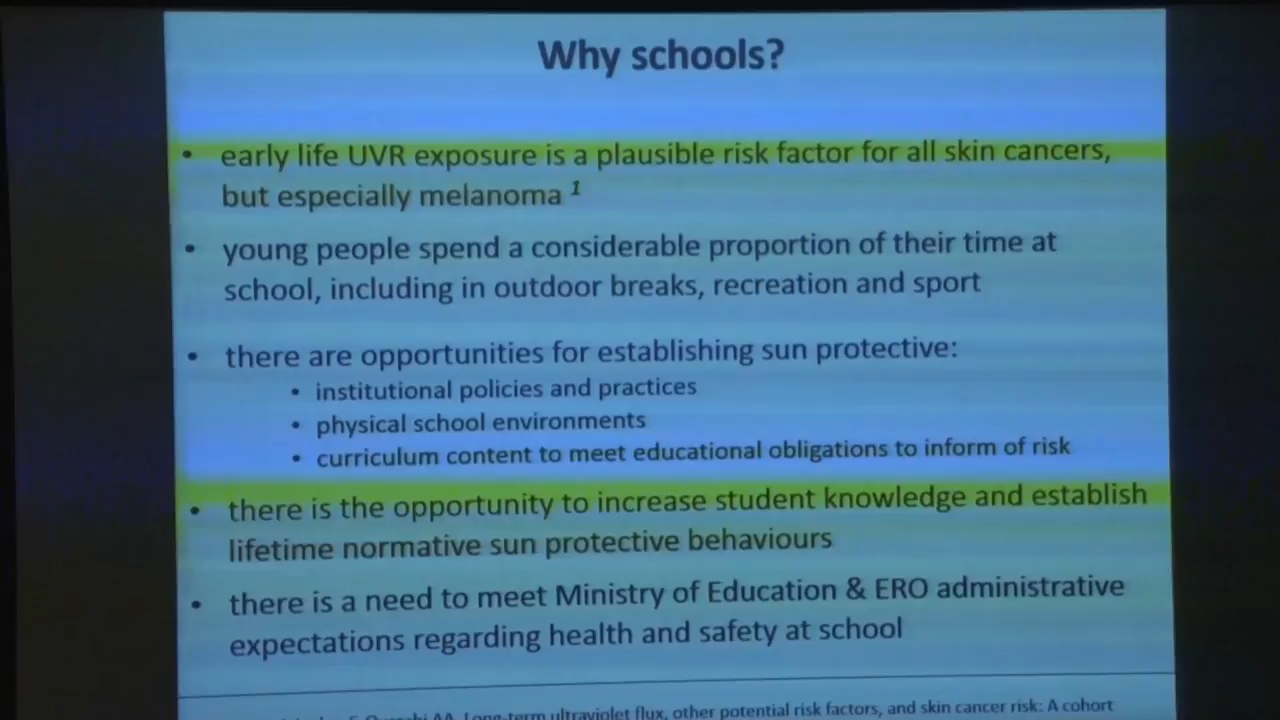 Why schools?
• early life UVR exposure is a plausible risk factor for all skin cancers,
but especially melanoma 1
• young people spend a considerable proportion of their time at
school, including in outdoor breaks, recreation and sport
• there are opportunities for establishing sun protective:
• institutional policies and practices
• physical school environments
• curriculum content to meet educational obligations to inform of risk
• there is the opportunity to increase student knowledge and establish
lifetime normative sun protective behaviours
• there is a need to meet Ministry of Education & ERO administrative
expectations regarding health and safety at school
AA. Long-term ultraviolet flux, other potential risk factors, and skin cancer risk: A cohort